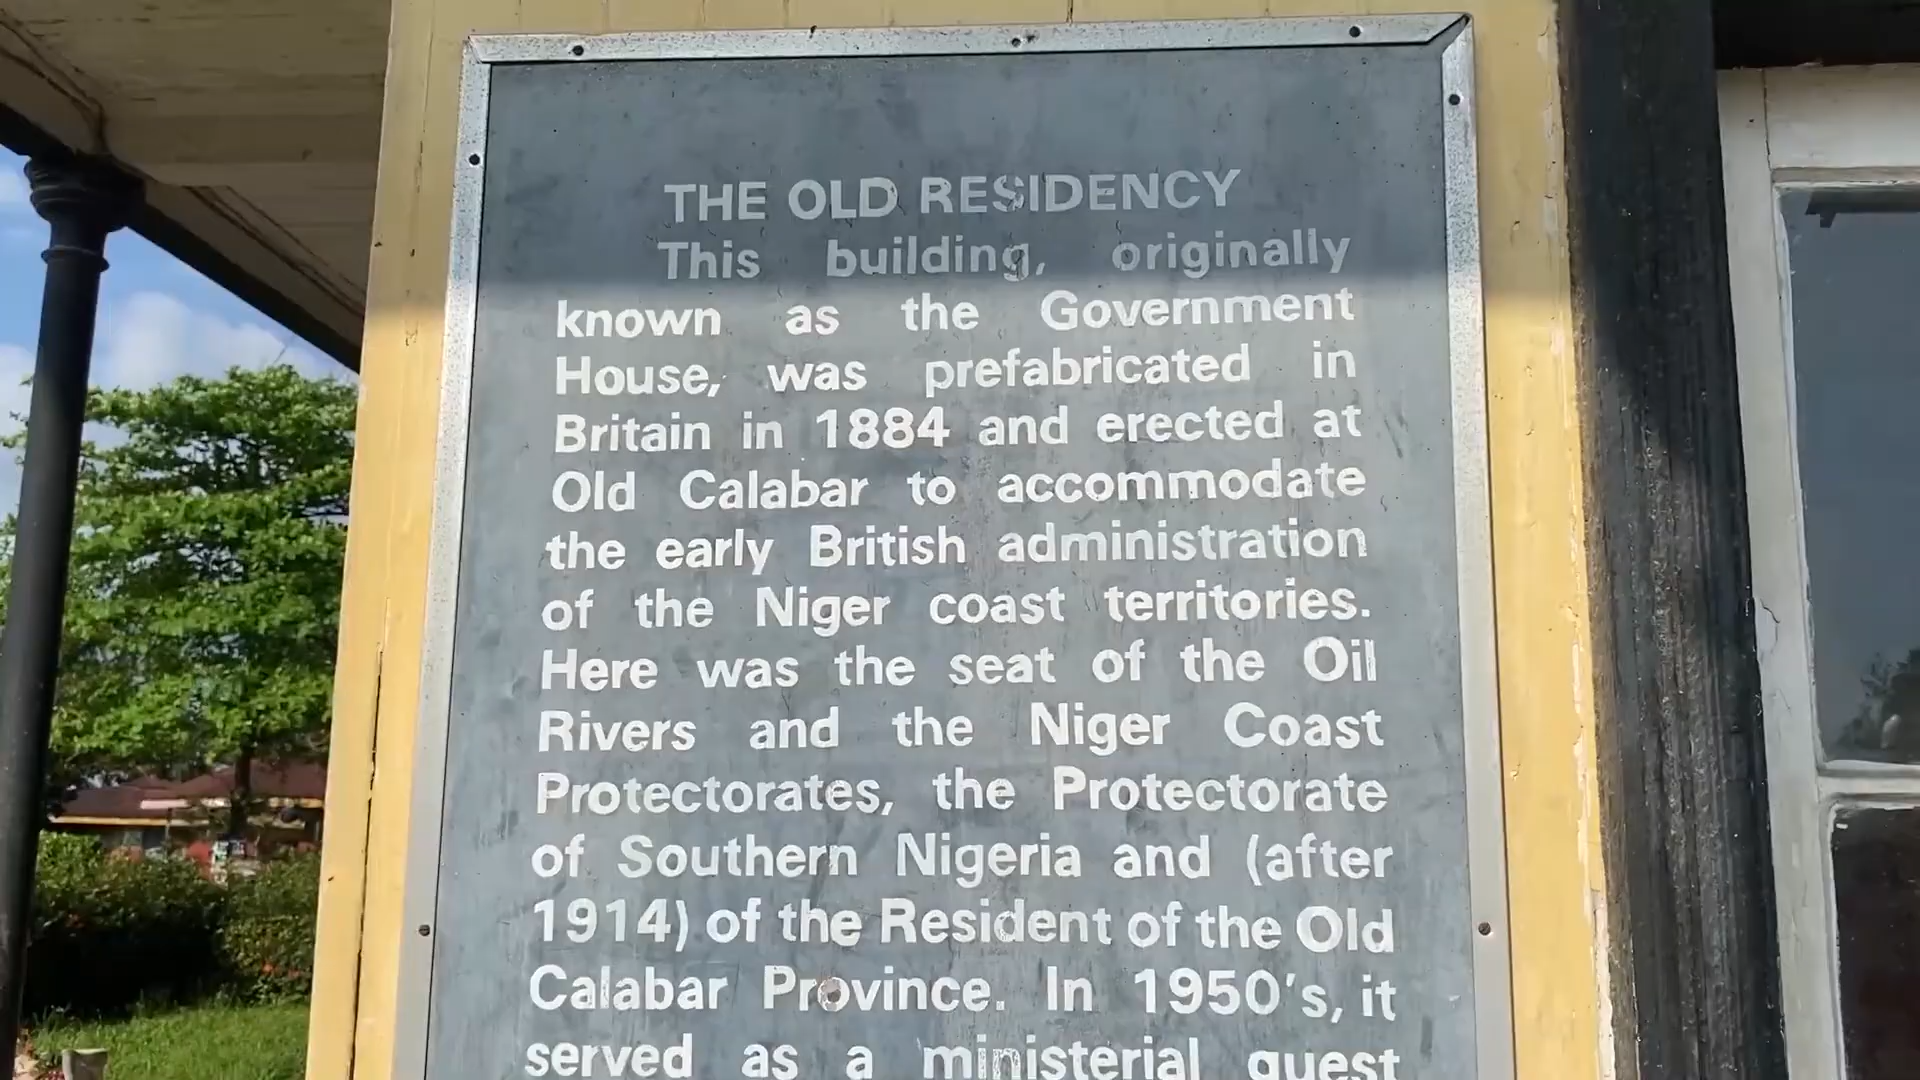 THE OLD RESIDENCY
This building, originally
known as the Government
House, was prefabricated in
Britain in 1884 and erected at
Old Calabar to accommodate
the early British administration
of the Niger coast territories.
Here was the seat of the Oil
Rivers and the Niger Coast
Protectorates, the Protectorate
of Southern Nigeria and (after
1914) of the Resident of the Old
Calabar Province. In 1950's, it
served as a ministerial guest